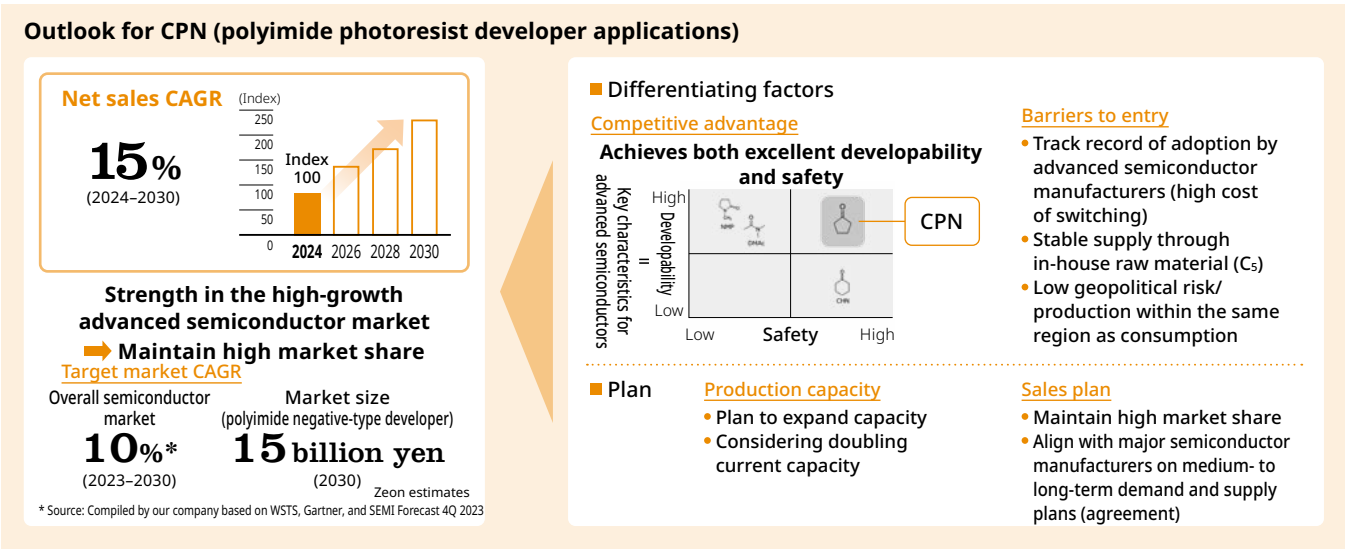 Outlook for CPN (polyimide photoresist developer applications)
Net sales CAGR
15%
(2024–2030)
(Index)
250
200
150
100
50
0
Index
100
2024 2026 2028 2030
Strength in the high-growth
advanced semiconductor market
Maintain high market share
Target market CAGR
Overall semiconductor
market
10%*
(2023–2030)
Market size
(polyimide negative-type developer)
15 billion yen
(2030)
Zeon estimates
* Source: Compiled by our company based on WSTS, Gartner, and SEMI Forecast 4Q 2023
Differentiating factors
Competitive advantage
Achieves both excellent developability
and safety
Key characteristics for
advanced semiconductors
=
Developability
High
Low
NMP
DMAc
CPN
CHN
Low
Safety
High
Barriers to entry
• Track record of adoption by
advanced semiconductor
manufacturers (high cost
of switching)
• Stable supply through
in-house raw material (C₅)
• Low geopolitical risk/
production within the same
region as consumption
Plan
Production capacity
• Plan to expand capacity
• Considering doubling
current capacity
Sales plan
• Maintain high market share
• Align with major semiconductor
manufacturers on medium- to
long-term demand and supply
plans (agreement)